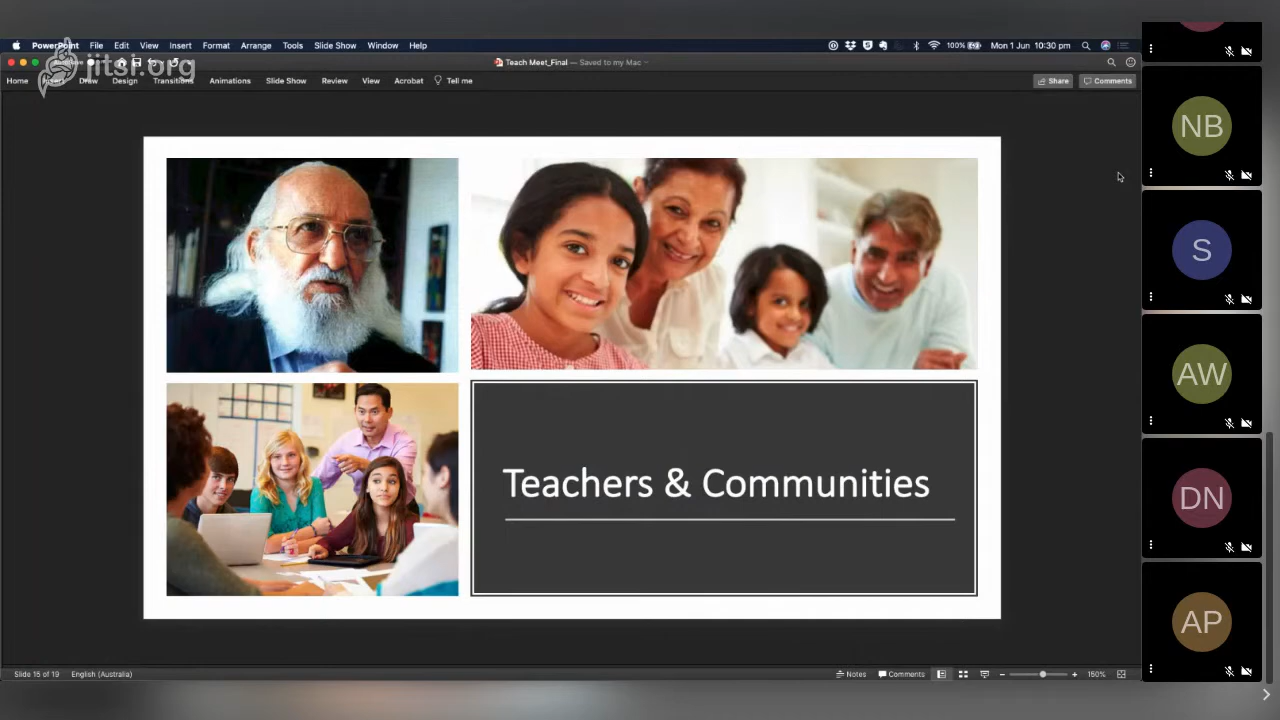 PowerPoint File Edit View Insert Format Arrange Tools Slide Show Window Help 100% Mon 1 Jun 10:30 pm
jitsi.org
Teach Meet_Final — Saved to my Mac
Home Draw Design Transitions Animations Slide Show Review View Acrobat Tell me Share Comments
NB
S
AW
DN
AP
Teachers & Communities
Slide 15 of 19 English (Australia) Notes Comments 150%